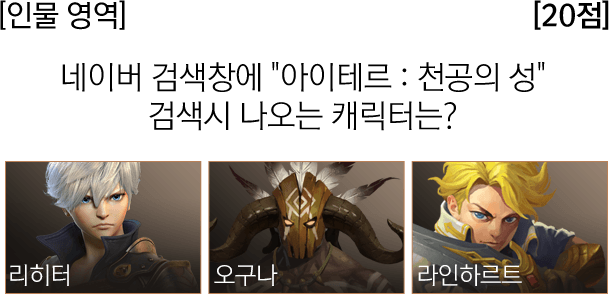 [인물 영역] [20점]
네이버 검색창에 "아이테르 : 천공의 성"
검색시 나오는 캐릭터는?
리히터 오구나 라인하르트